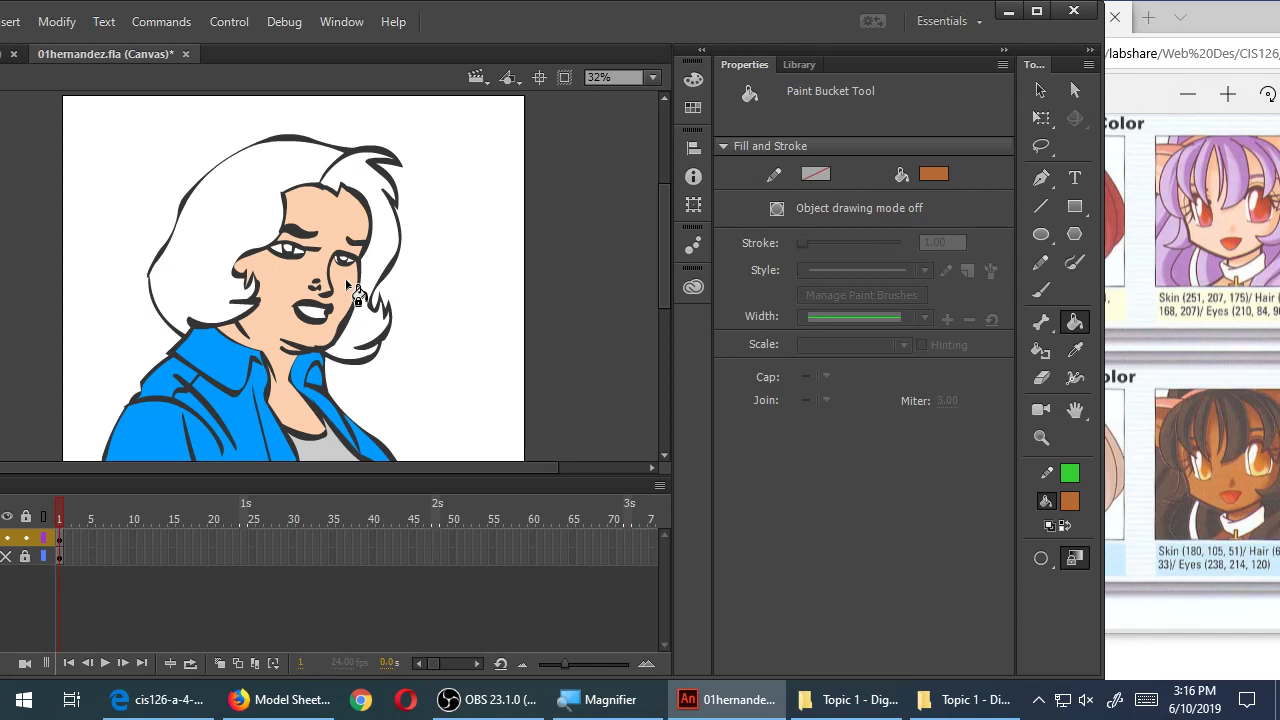 sert Modify Text Commands Control Debug Window Help Essentials
01hernandez.fla (Canvas)*
/labshare/Web%20Des/CIS126/
32%
Properties Library To...
Paint Bucket Tool
Color
Fill and Stroke
Object drawing mode off
Stroke: 1.00
Style:
Manage Paint Brushes
Width:
Scale: Hinting
Cap:
Join: Miter: 3.00
Skin (251, 207, 175)/ Hair (
168, 207)/ Eyes (210, 84, 9
olor
Skin (180, 105, 51)/ Hair (6
33)/ Eyes (238, 214, 120)
1s 2s 3s
1 5 10 15 20 25 30 35 40 45 50 55 60 65 70 7
1 24.00 fps 0.0 s
cis126-a-4-... Model Sheet... OBS 23.1.0 (... Magnifier An 01hernande... Topic 1 - Dig... Topic 1 - Di...
3:16 PM
6/10/2019